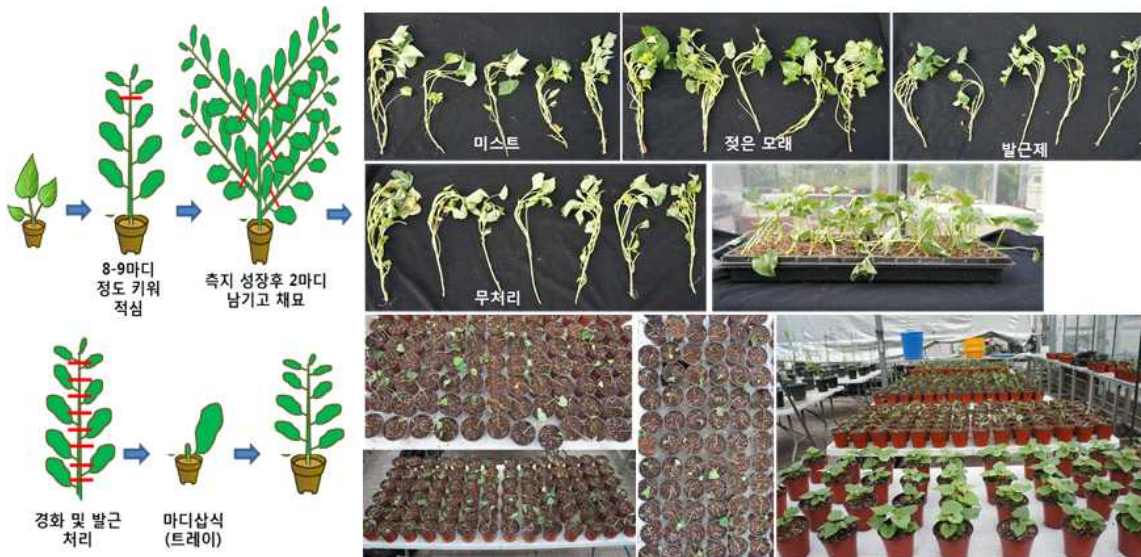 8-9마디
정도 키워
적심
측지 성장후 2마디
남기고 채묘
미스트
젖은 모래
발근제
무처리
경화 및 발근
처리
마디삽식
(트레이)